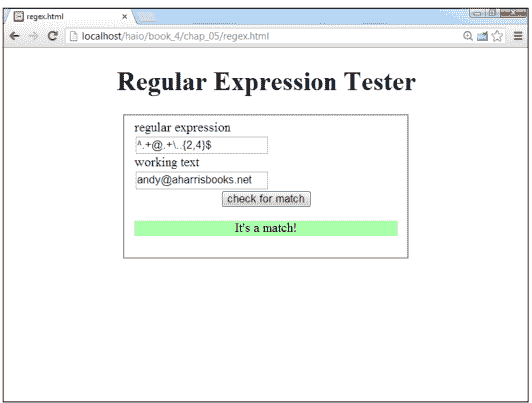 regex.html
localhost/haio/book_4/chap_05/regex.html
Regular Expression Tester
regular expression
^.+@.+\..{2,4}$
working text
andy@aharrisbooks.net
check for match
It's a match!